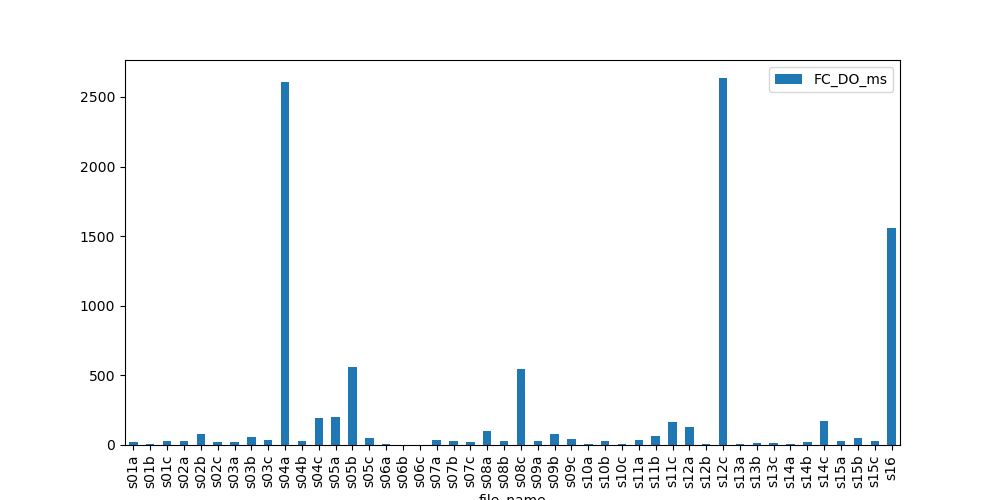 FC_DO_ms
2500
2000
1500
1000
500
0
s01a
s01b
s01c
s02a
s02b
s02c
s03a
s03b
s03c
s04a
s04b
s04c
s05a
s05b
s05c
s06a
s06b
s06c
s07a
s07b
s07c
s08a
s08b
s08c
s09a
s09b
s09c
s10a
s10b
s10c
s11a
s11b
s11c
s12a
s12b
s12c
s13a
s13b
s13c
s14a
s14b
s14c
s15a
s15b
s15c
s16
file_name